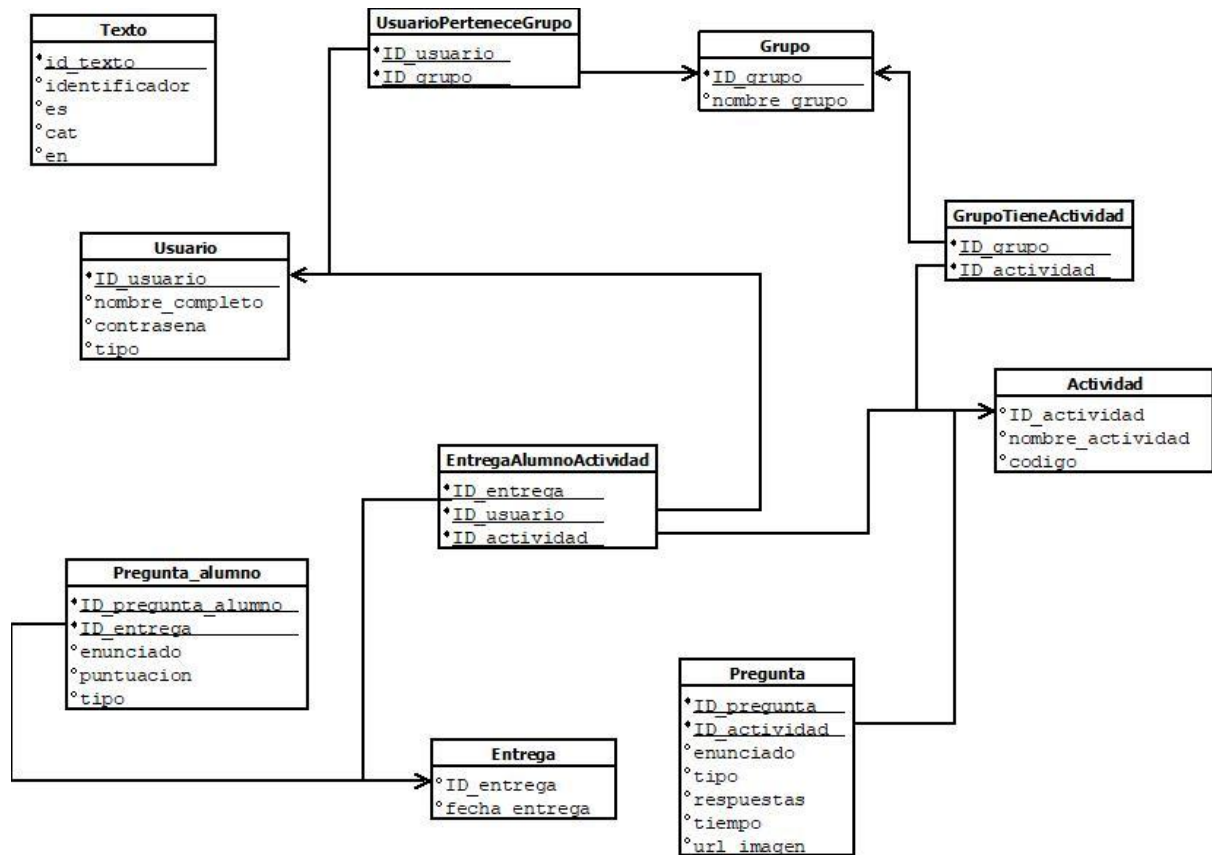 Texto
id_texto
identificador
es
cat
en
UsuarioPerteneceGrupo
ID_usuario
ID_grupo
Grupo
ID_grupo
nombre_grupo
GrupoTieneActividad
ID_grupo
ID_actividad
Usuario
ID_usuario
nombre_completo
contrasena
tipo
Actividad
ID_actividad
nombre_actividad
codigo
EntregaAlumnoActividad
ID_entrega
ID_usuario
ID_actividad
Pregunta_alumno
ID_pregunta_alumno
ID_entrega
enunciado
puntuacion
tipo
Pregunta
ID_pregunta
ID_actividad
enunciado
tipo
respuestas
tiempo
url_imagen
Entrega
ID_entrega
fecha_entrega